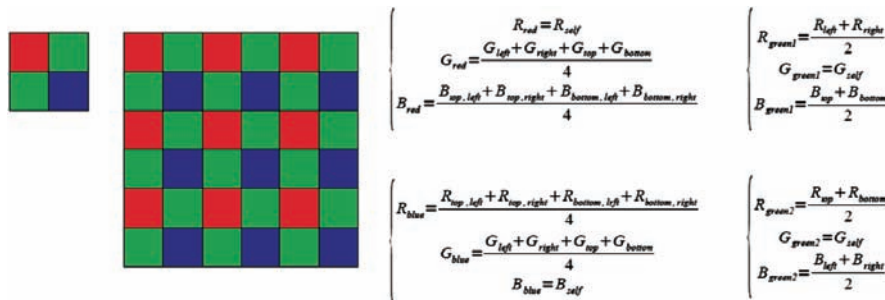 R_red = R_self
G_red = (G_left + G_right + G_top + G_bottom) / 4
B_red = (B_top,left + B_top,right + B_bottom,left + B_bottom,right) / 4
R_green1 = (R_left + R_right) / 2
G_green1 = G_self
B_green1 = (B_top + B_bottom) / 2
R_blue = (R_top,left + R_top,right + R_bottom,lrft + R_bottom,right) / 4
G_blue = (G_left + G_right + G_top + G_bottom) / 4
B_blue = B_self
R_green2 = (R_top + R_bottom) / 2
G_green2 = G_self
B_green2 = (B_left + B_right) / 2